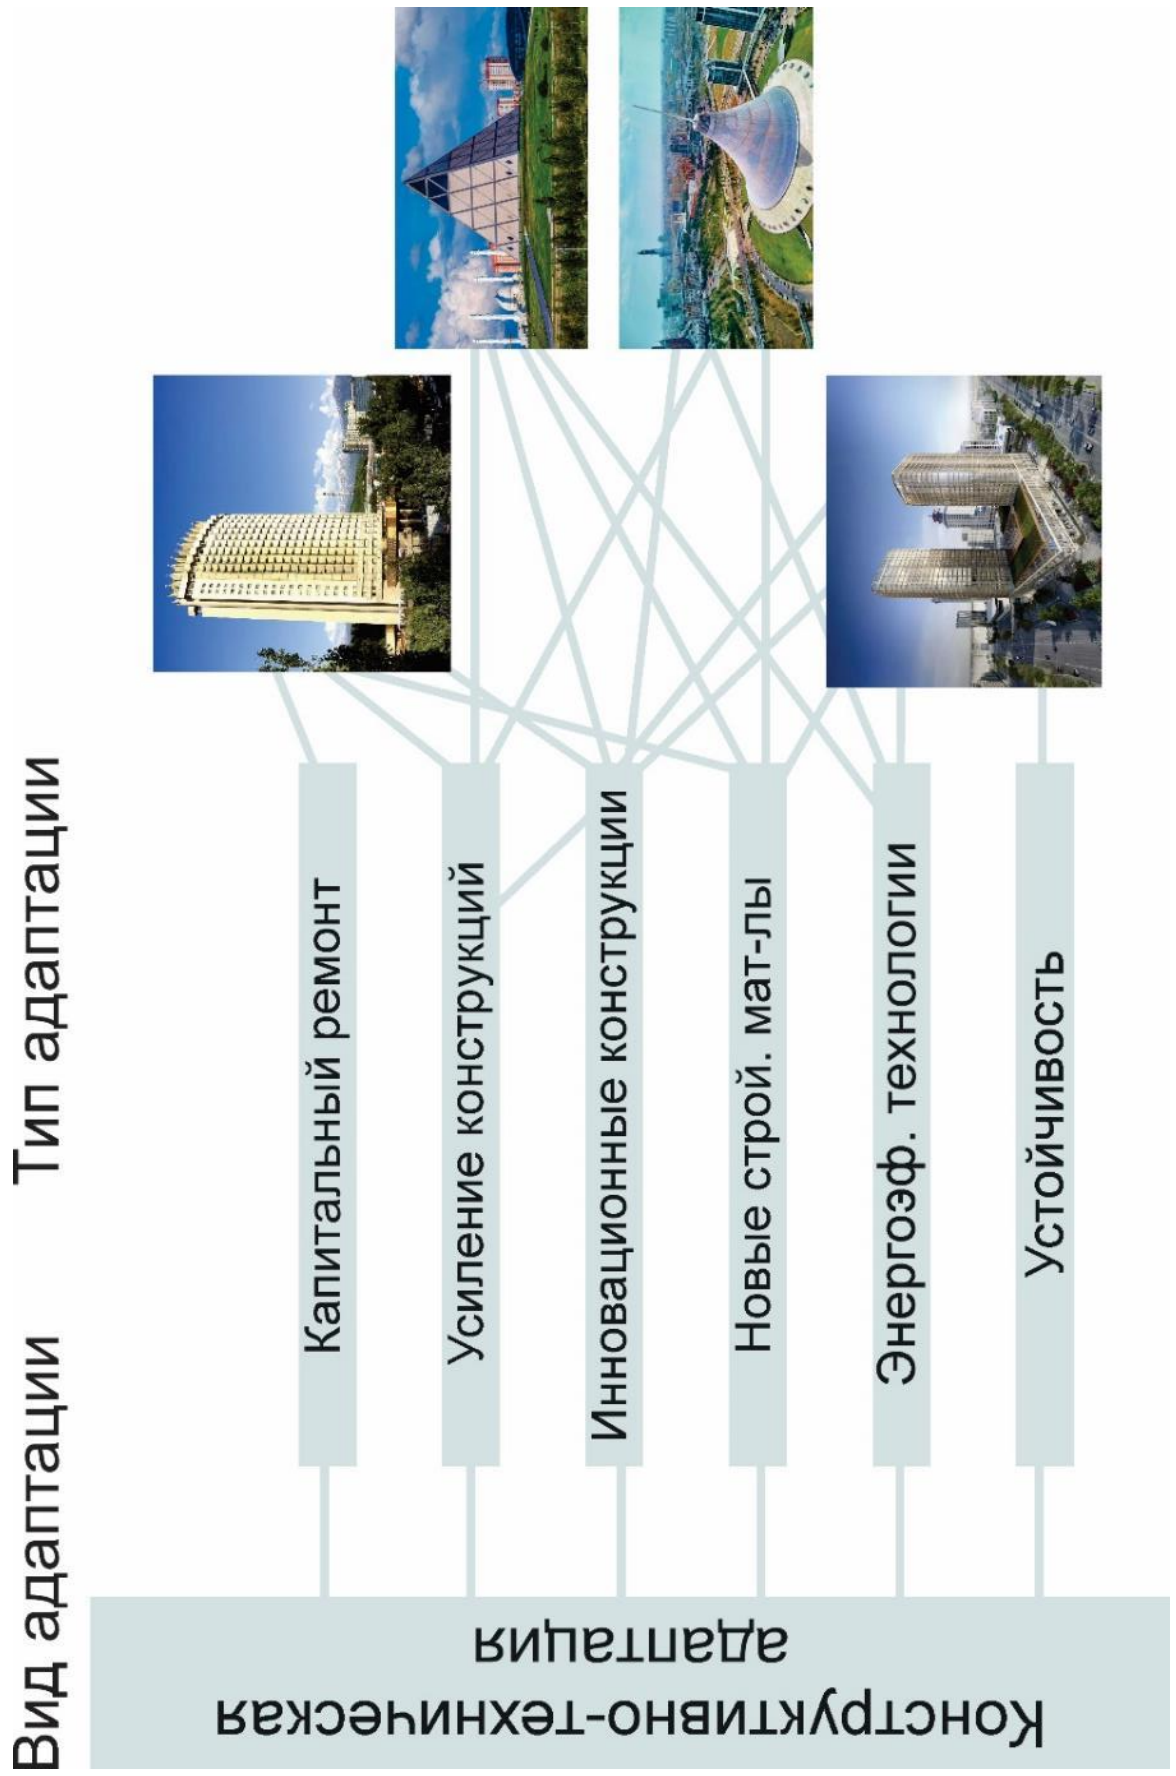 Вид адаптации
Тип адаптации
Конструктивно-техническая
адаптация
Капитальный ремонт
Усиление конструкций
Инновационные конструкции
Новые строй. мат-лы
Энергоэф. технологии
Устойчивость